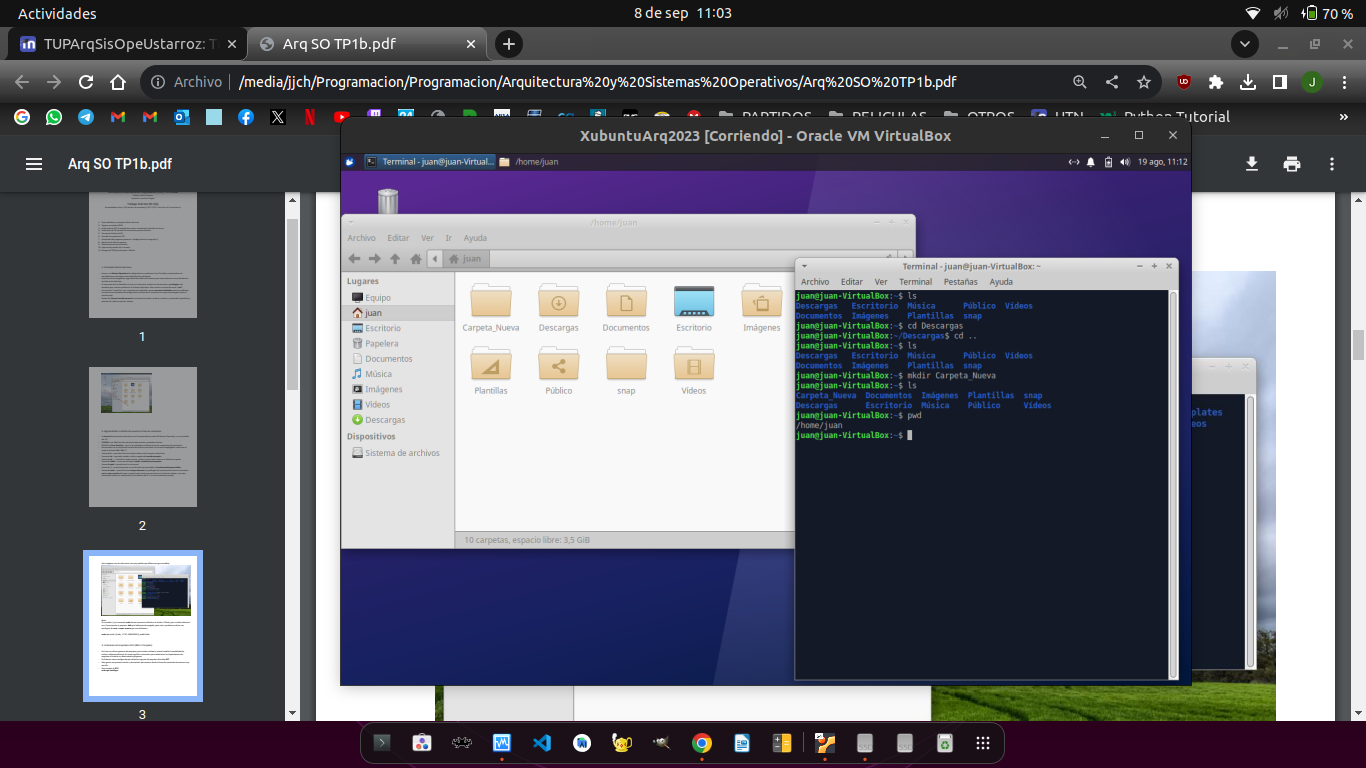 Actividades
8 de sep 11:03
70 %
TUPArqSisOpeUstarroz: T
Arq SO TP1b.pdf
Archivo
/media/jjch/Programacion/Programacion/Arquitectura%20y%20Sistemas%20Operativos/Arq%20SO%20TP1b.pdf
J
PARTIDOS
PELICULAS
OTROS
UTN
Python Tutorial
»
Arq SO TP1b.pdf
1
2
3
XubuntuArq2023 [Corriendo] - Oracle VM VirtualBox
Terminal - juan@juan-Virtual...
/home/juan
19 ago, 11:12
/home/juan
Archivo Editar Ver Ir Ayuda
juan
Lugares
Equipo
juan
Escritorio
Papelera
Documentos
Música
Imágenes
Vídeos
Descargas
Dispositivos
Sistema de archivos
Carpeta_Nueva Descargas Documentos Escritorio Imágenes
Plantillas Público snap Vídeos
10 carpetas, espacio libre: 3,5 GiB
Terminal - juan@juan-VirtualBox: ~
Archivo Editar Ver Terminal Pestañas Ayuda
juan@juan-VirtualBox:~$ ls
Descargas Escritorio Música Público Vídeos
Documentos Imágenes Plantillas snap
juan@juan-VirtualBox:~$ cd Descargas
juan@juan-VirtualBox:~/Descargas$ cd ..
juan@juan-VirtualBox:~$ ls
Descargas Escritorio Música Público Vídeos
Documentos Imágenes Plantillas snap
juan@juan-VirtualBox:~$ mkdir Carpeta_Nueva
juan@juan-VirtualBox:~$ ls
Carpeta_Nueva Documentos Imágenes Plantillas snap
Descargas Escritorio Música Público Vídeos
juan@juan-VirtualBox:~$ pwd
/home/juan
juan@juan-VirtualBox:~$
plates
eos